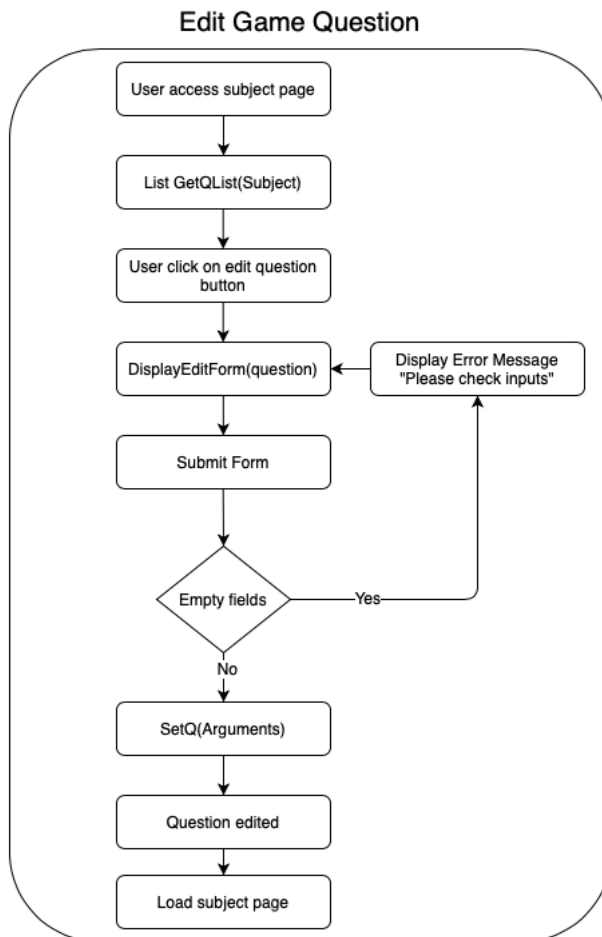 Edit Game Question
User access subject page
List GetQList(Subject)
User click on edit question
button
DisplayEditForm(question)
Display Error Message
"Please check inputs"
Submit Form
Empty fields
Yes
No
SetQ(Arguments)
Question edited
Load subject page